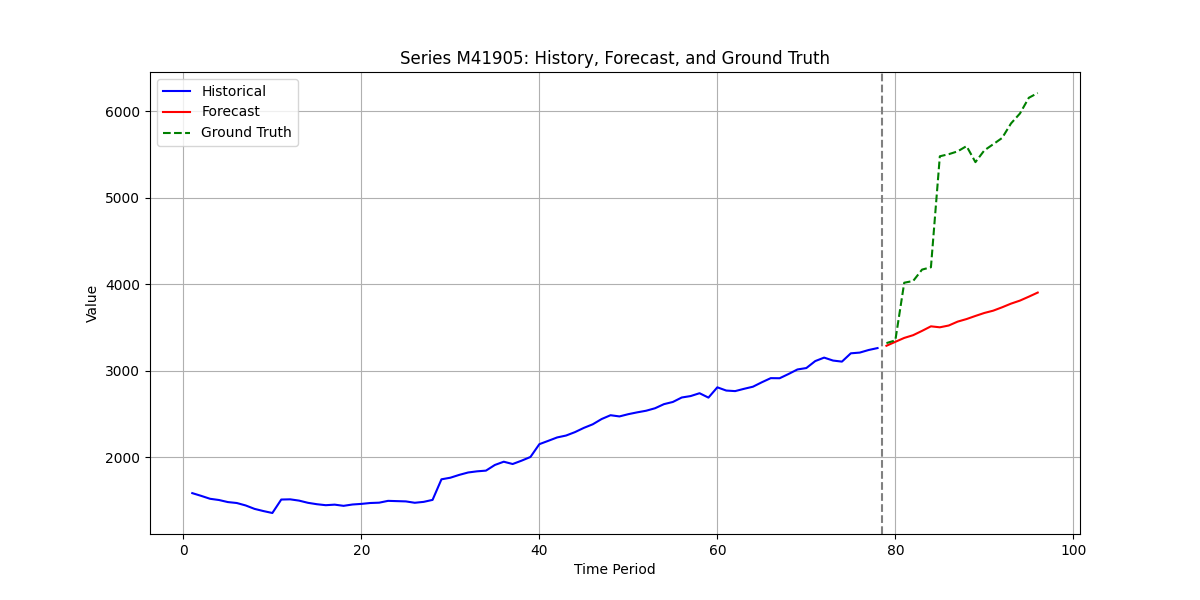 Series M41905: History, Forecast, and Ground Truth
Historical
Forecast
Ground Truth
6000
5000
4000
3000
2000
Value
0 20 40 60 80 100
Time Period